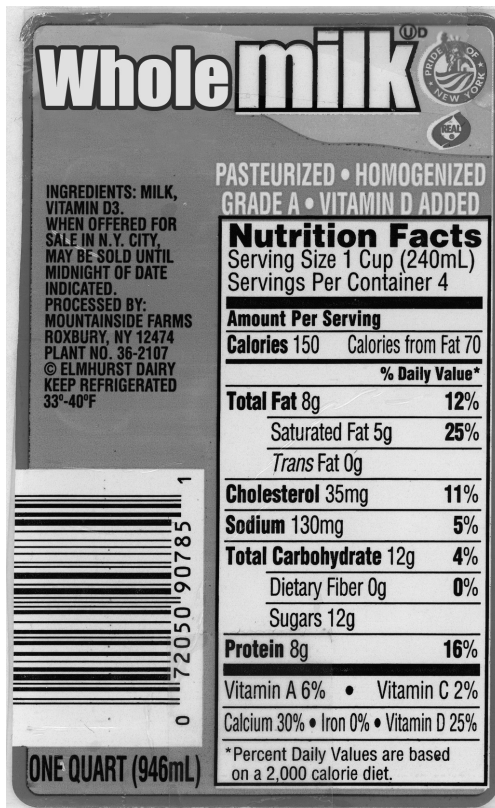 Whole milk
U D
PRIDE OF
NEW YORK
REAL
PASTEURIZED • HOMOGENIZED
GRADE A • VITAMIN D ADDED
INGREDIENTS: MILK,
VITAMIN D3.
WHEN OFFERED FOR
SALE IN N.Y. CITY,
MAY BE SOLD UNTIL
MIDNIGHT OF DATE
INDICATED.
PROCESSED BY:
MOUNTAINSIDE FARMS
ROXBURY, NY 12474
PLANT NO. 36-2107
© ELMHURST DAIRY
KEEP REFRIGERATED
33°-40°F
Nutrition Facts
Serving Size 1 Cup (240mL)
Servings Per Container 4
Amount Per Serving
Calories 150 Calories from Fat 70
% Daily Value*
Total Fat 8g 12%
Saturated Fat 5g 25%
Trans Fat 0g
Cholesterol 35mg 11%
Sodium 130mg 5%
Total Carbohydrate 12g 4%
Dietary Fiber 0g 0%
Sugars 12g
Protein 8g 16%
Vitamin A 6% • Vitamin C 2%
Calcium 30% • Iron 0% • Vitamin D 25%
*Percent Daily Values are based
on a 2,000 calorie diet.
0 72050 90785 1
ONE QUART (946mL)